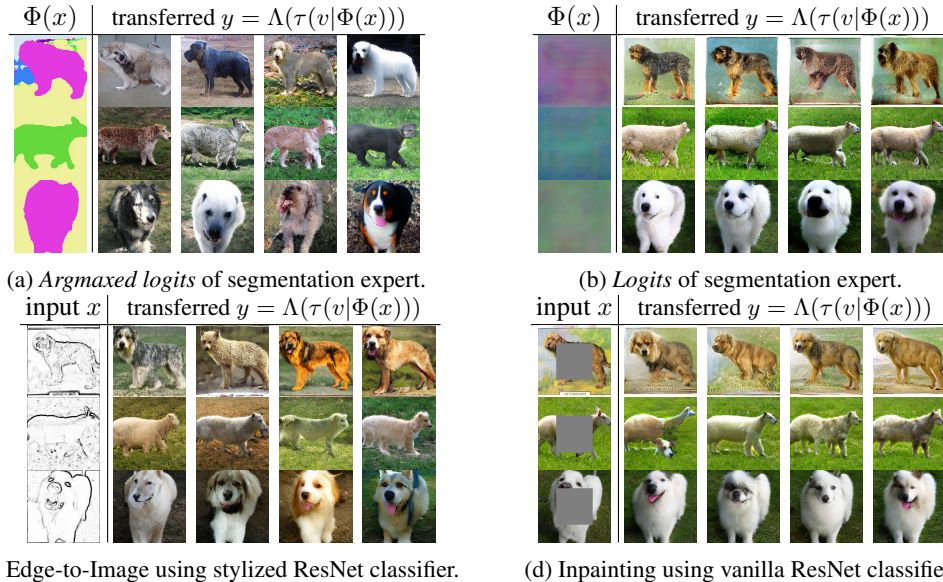 Φ(x) transferred y = Λ(τ(v|Φ(x)))
(a) Argmaxed logits of segmentation expert.
Φ(x) transferred y = Λ(τ(v|Φ(x)))
(b) Logits of segmentation expert.
input x transferred y = Λ(τ(v|Φ(x)))
Edge-to-Image using stylized ResNet classifier.
input x transferred y = Λ(τ(v|Φ(x)))
(d) Inpainting using vanilla ResNet classifie